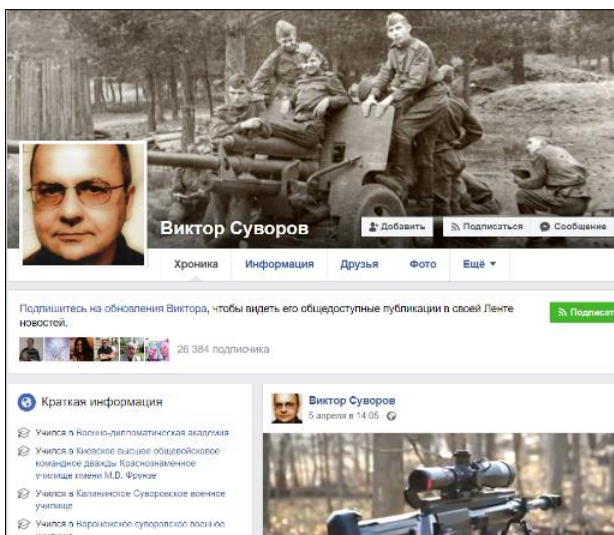 Виктор Суворов
Добавить
Подписаться
Сообщение
Хроника
Информация
Друзья
Фото
Ещё
Подпишитесь на обновления Виктора, чтобы видеть его общедоступные публикации в своей Ленте
новостей.
Подписат
26 384 подписчика
Краткая информация
Учился в Военно-дипломатическая академия
Учился в Киевское высшее общевойсковое
командное дважды Краснознаменное
училище имени М.В. Фрунзе
Учился в Калининское Суворовское военное
училище
Учился в Воронежское суворовское военное
Виктор Суворов
5 апреля в 14:05